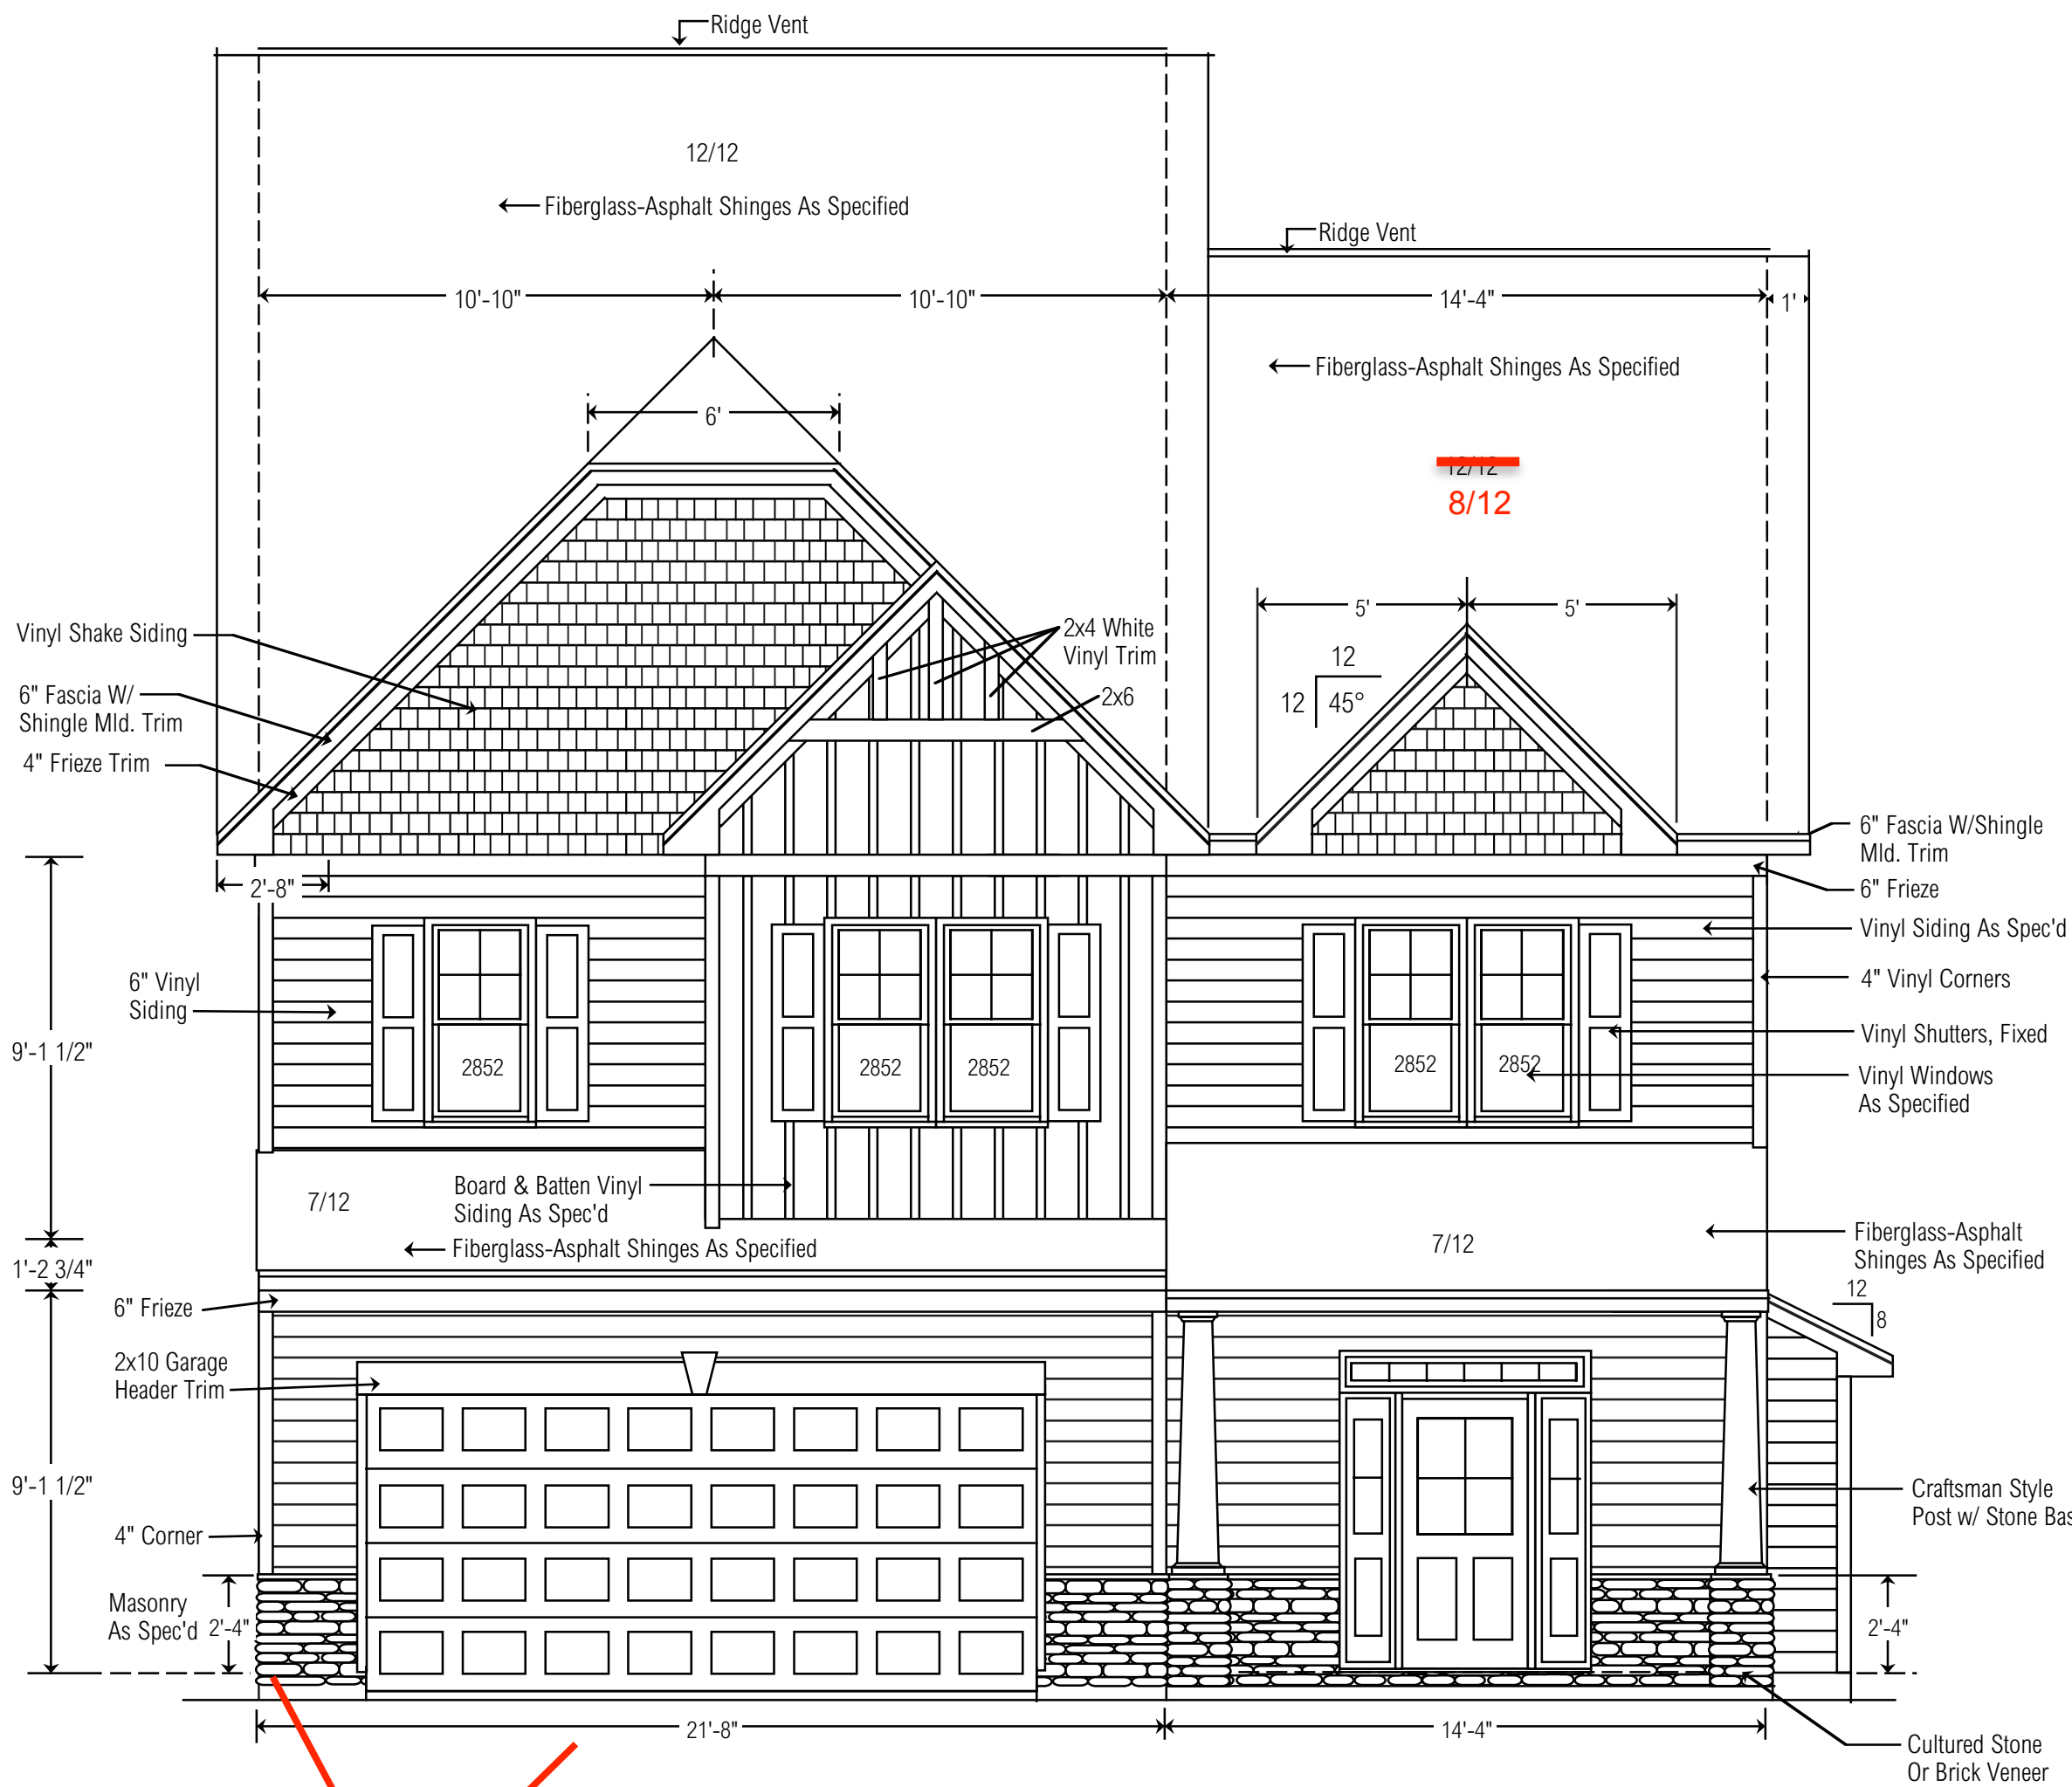 Ridge Vent
12/12
Fiberglass-Asphalt Shinges As Specified
Ridge Vent
10'-10"
10'-10"
14'-4"
1'
Fiberglass-Asphalt Shinges As Specified
6'
12/12
8/12
5'
5'
Vinyl Shake Siding
2x4 White
Vinyl Trim
12
12
45°
6" Fascia W/
Shingle Mld. Trim
2x6
4" Frieze Trim
6" Fascia W/Shingle
Mld. Trim
2'-8"
6" Frieze
Vinyl Siding As Spec'd
6" Vinyl
Siding
4" Vinyl Corners
9'-1 1/2"
Vinyl Shutters, Fixed
2852
2852
2852
2852
2852
Vinyl Windows
As Specified
7/12
Board & Batten Vinyl
Siding As Spec'd
Fiberglass-Asphalt Shinges As Specified
7/12
Fiberglass-Asphalt
Shinges As Specified
1'-2 3/4"
6" Frieze
12
8
2x10 Garage
Header Trim
9'-1 1/2"
4" Corner
Craftsman Style
Post w/ Stone Bas
Masonry
As Spec'd
2'-4"
2'-4"
21'-8"
14'-4"
Cultured Stone
Or Brick Veneer